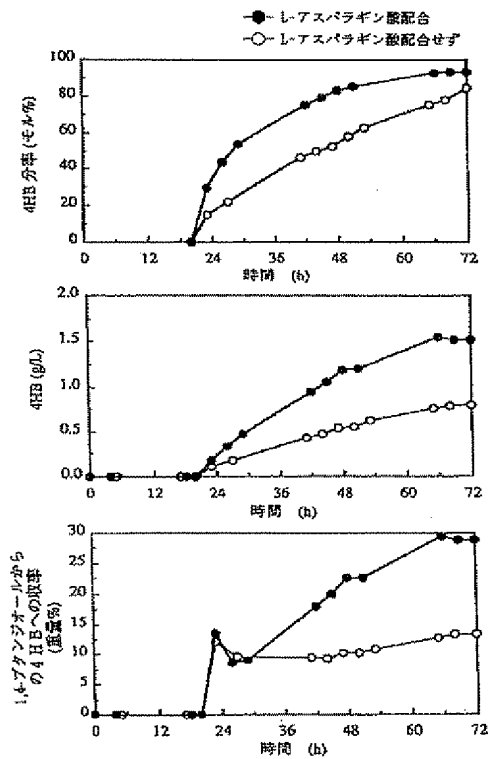 L-アスパラギン酸配合
L-アスパラギン酸配合せず
100
80
60
40
20
0
4HB 分率 (モル%)
0 12 24 36 48 60 72
時間 (h)
2.0
1.5
1.0
0.5
0.0
4HB (g/L)
0 12 24 36 48 60 72
時間 (h)
30
25
20
15
10
5
0
1,4-ブタンジオールから
の4HBへの収率
(重量%)
0 12 24 36 48 60 72
時間 (h)